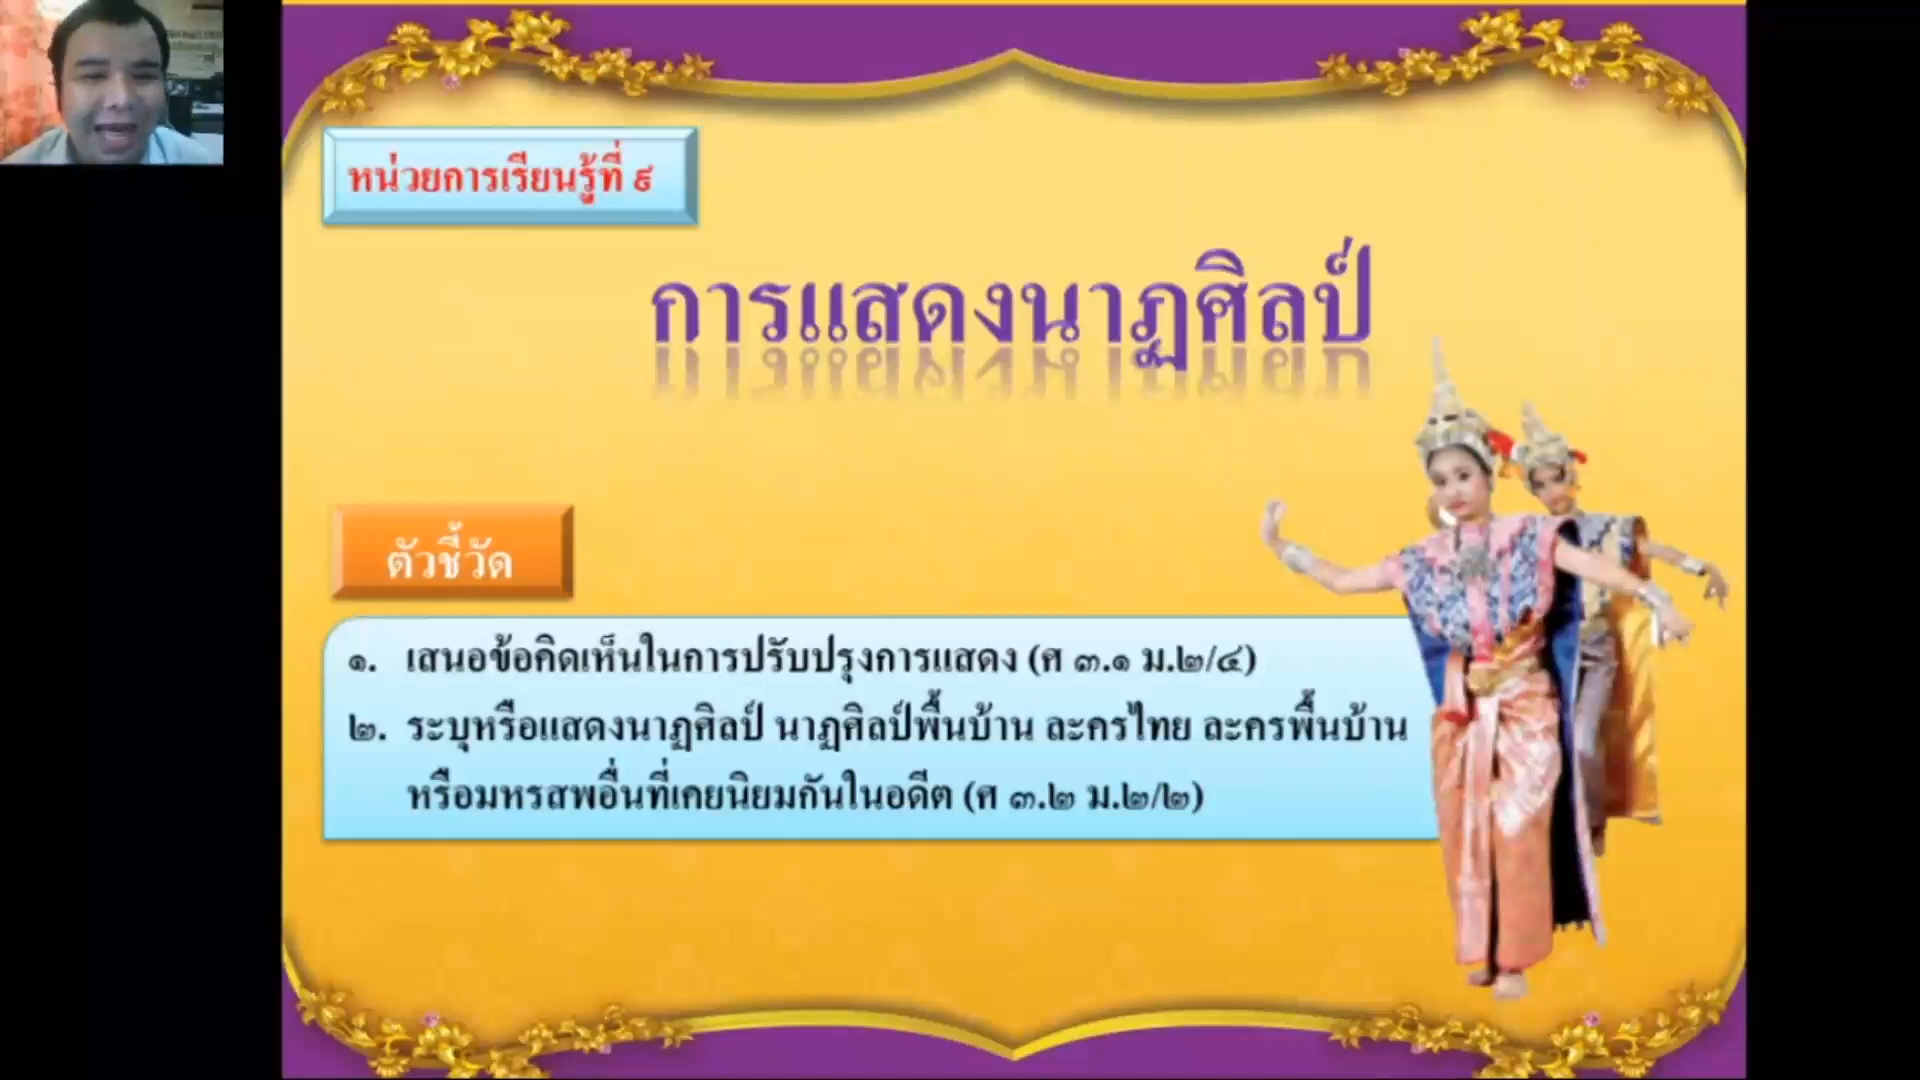 หน่วยการเรียนรู้ที่ ๙
การแสดงนาฏศิลป์
ตัวชี้วัด
๑. เสนอข้อคิดเห็นในการปรับปรุงการแสดง (ศ ๓.๑ ม.๒/๔)
๒. ระบุหรือแสดงนาฏศิลป์ นาฏศิลป์พื้นบ้าน ละครไทย ละครพื้นบ้าน
หรือมหรสพอื่นที่เคยนิยมกันในอดีต (ศ ๓.๒ ม.๒/๒)